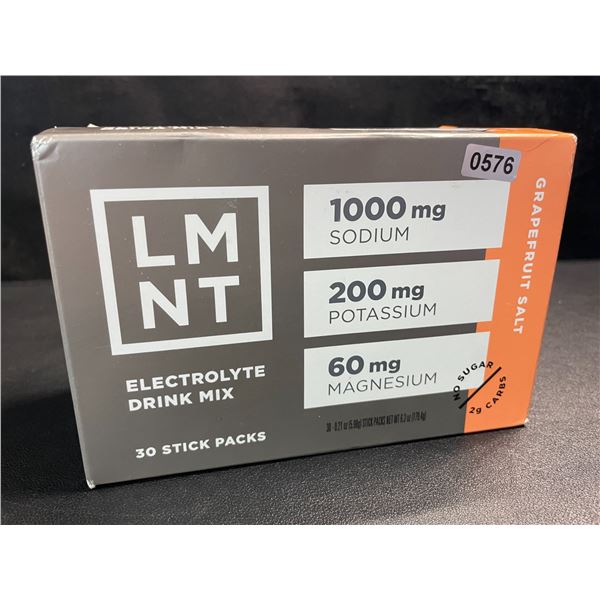 0576
LM
NT
ELECTROLYTE
DRINK MIX
30 STICK PACKS
1000 mg
SODIUM
200 mg
POTASSIUM
60 mg
MAGNESIUM
GRAPEFRUIT SALT
NO SUGAR
2g CARBS